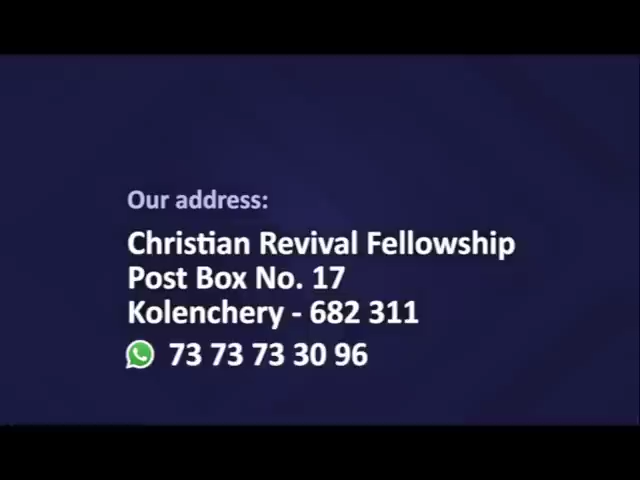 Our address:
Christian Revival Fellowship
Post Box No. 17
Kolenchery - 682 311
73 73 73 30 96